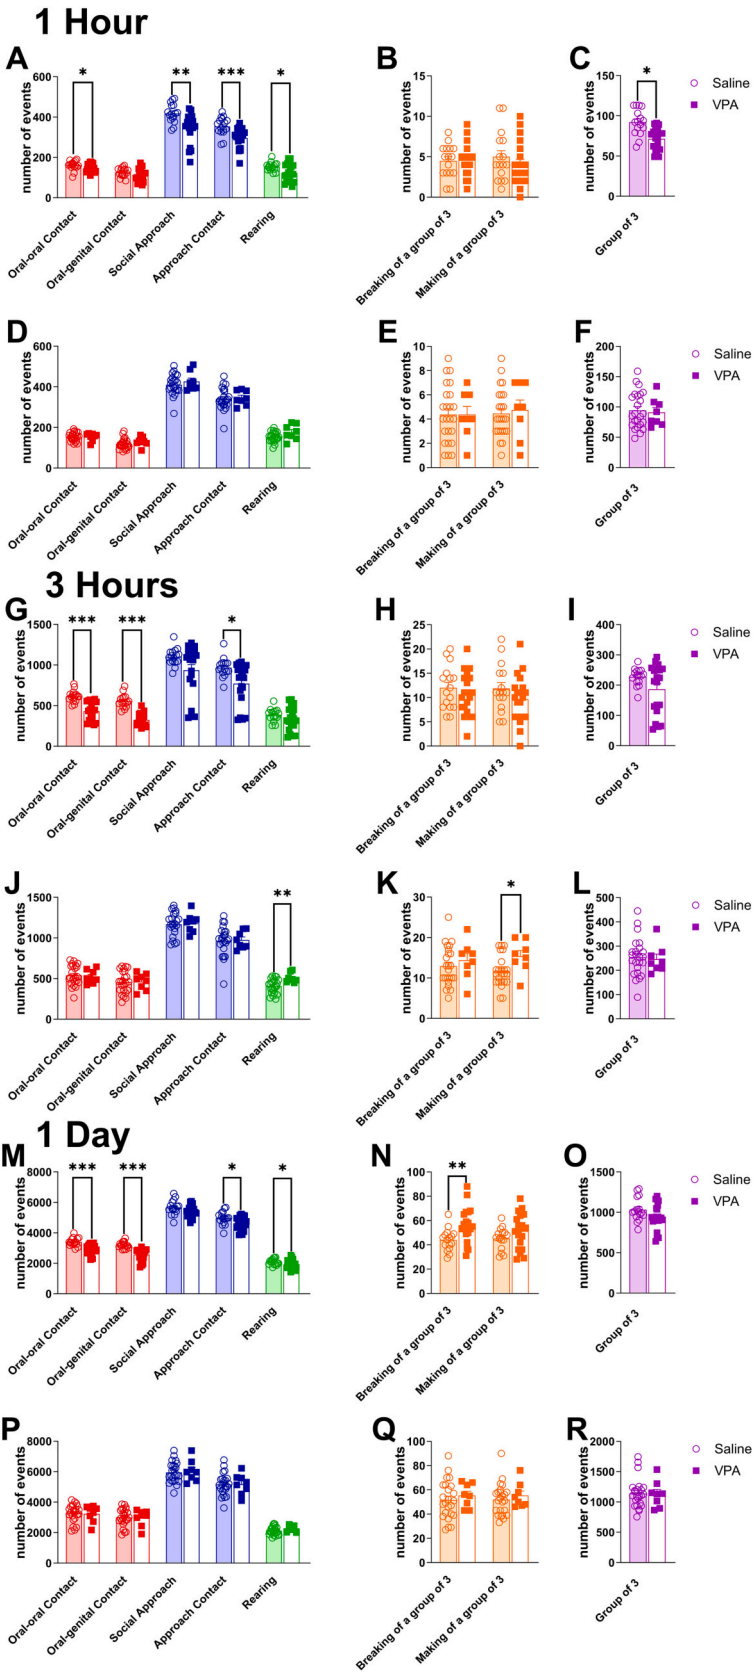 1 Hour
A
B
C
number of events
600
400
200
0
*
**
***
*
Oral-oral Contact
Oral-genital Contact
Social Approach
Approach Contact
Rearing
number of events
15
10
5
0
Breaking of a group of 3
Making of a group of 3
number of events
150
100
50
0
*
Group of 3
Saline
VPA
D
E
F
number of events
600
400
200
0
Oral-oral Contact
Oral-genital Contact
Social Approach
Approach Contact
Rearing
number of events
10
8
6
4
2
0
Breaking of a group of 3
Making of a group of 3
number of events
200
150
100
50
0
Group of 3
Saline
VPA
3 Hours
G
H
I
number of events
1500
1000
500
0
***
***
*
Oral-oral Contact
Oral-genital Contact
Social Approach
Approach Contact
Rearing
number of events
25
20
15
10
5
0
Breaking of a group of 3
Making of a group of 3
number of events
400
300
200
100
0
Group of 3
Saline
VPA
J
K
L
number of events
1500
1000
500
0
**
Oral-oral Contact
Oral-genital Contact
Social Approach
Approach Contact
Rearing
number of events
30
20
10
0
*
Breaking of a group of 3
Making of a group of 3
number of events
500
400
300
200
100
0
Group of 3
Saline
VPA
1 Day
M
N
O
number of events
8000
6000
4000
2000
0
***
***
*
*
Oral-oral Contact
Oral-genital Contact
Social Approach
Approach Contact
Rearing
number of events
100
80
60
40
20
0
**
Breaking of a group of 3
Making of a group of 3
number of events
1500
1000
500
0
Group of 3
Saline
VPA
P
Q
R
number of events
8000
6000
4000
2000
0
Oral-oral Contact
Oral-genital Contact
Social Approach
Approach Contact
Rearing
number of events
100
80
60
40
20
0
Breaking of a group of 3
Making of a group of 3
number of events
2000
1500
1000
500
0
Group of 3
Saline
VPA